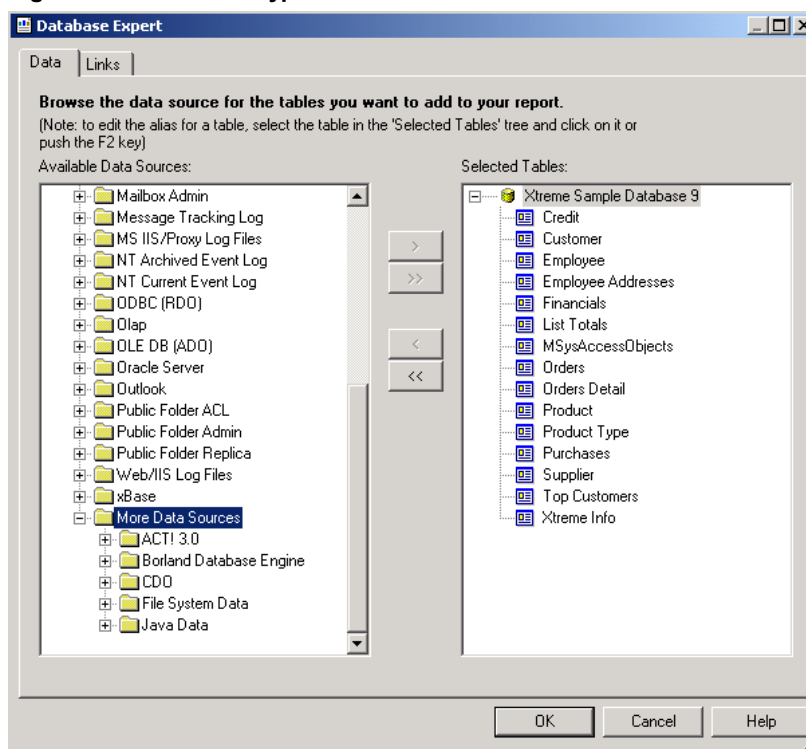 Database Expert
Data
Links
Browse the data source for the tables you want to add to your report.
(Note: to edit the alias for a table, select the table in the 'Selected Tables' tree and click on it or
push the F2 key)
Available Data Sources:
Mailbox Admin
Message Tracking Log
MS IIS/Proxy Log Files
NT Archived Event Log
NT Current Event Log
ODBC (RDO)
Olap
OLE DB (ADO)
Oracle Server
Outlook
Public Folder ACL
Public Folder Admin
Public Folder Replica
Web/IIS Log Files
xBase
More Data Sources
ACT! 3.0
Borland Database Engine
CDO
File System Data
Java Data
>
>>
<
<<
Selected Tables:
Xtreme Sample Database 9
Credit
Customer
Employee
Employee Addresses
Financials
List Totals
MSysAccessObjects
Orders
Orders Detail
Product
Product Type
Purchases
Supplier
Top Customers
Xtreme Info
OK
Cancel
Help